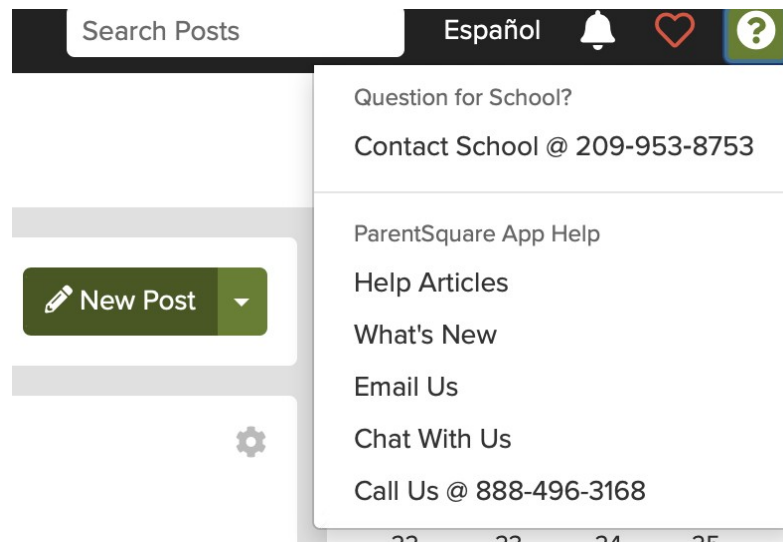 Search Posts
Español
?
Question for School?
Contact School @ 209-953-8753
ParentSquare App Help
New Post
Help Articles
What's New
Email Us
Chat With Us
Call Us @ 888-496-3168